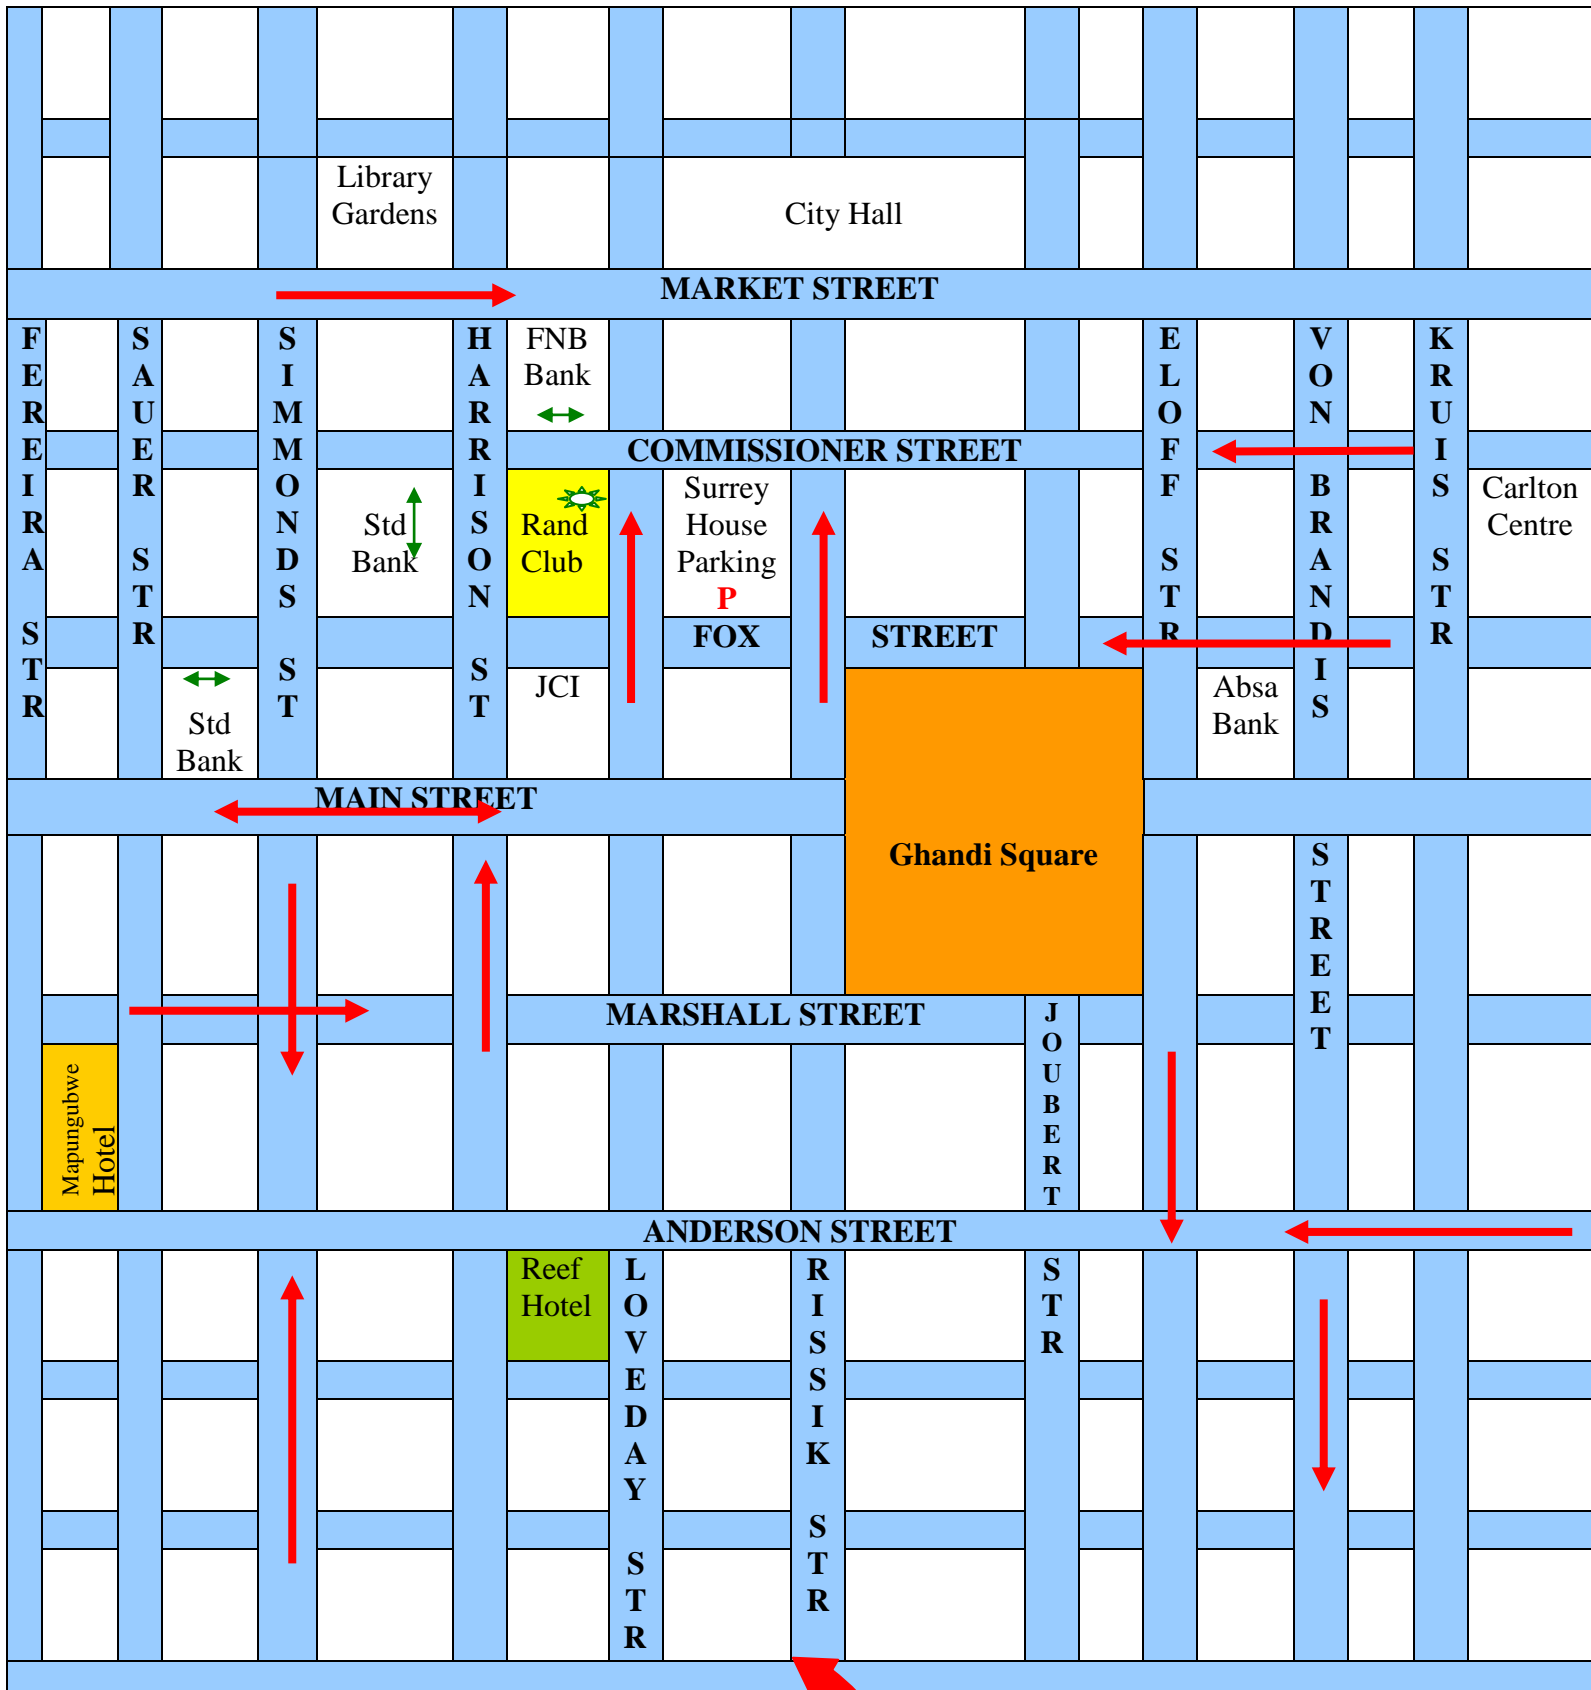 Library
Gardens
City Hall
MARKET STREET
FERREIRA STR
SAUER STR
SIMMONDS ST
HARRISON ST
FNB
Bank
ELOFF STR
VON BRANDIS
KRUIS STR
COMMISSIONER STREET
Std
Bank
Rand
Club
Surrey
House
Parking
P
Carlton
Centre
FOX STREET
Std
Bank
JCI
Absa
Bank
MAIN STREET
Ghandi Square
STREET
MARSHALL STREET
JOUBERT
Mapungubwe
Hotel
ANDERSON STREET
Reef
Hotel
LOVEDAY STR
RISSIK STR
STR